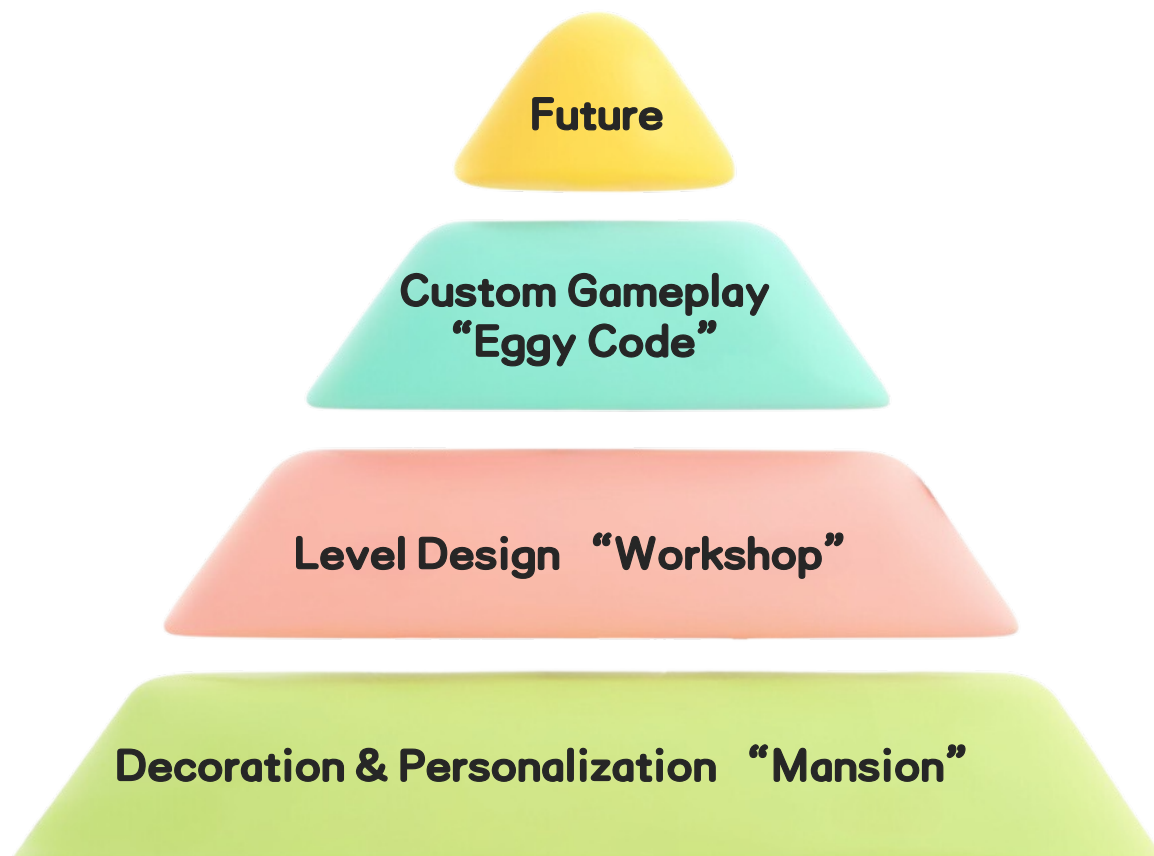 Future
Custom Gameplay
“Eggy Code”
Level Design “Workshop”
Decoration & Personalization “Mansion”